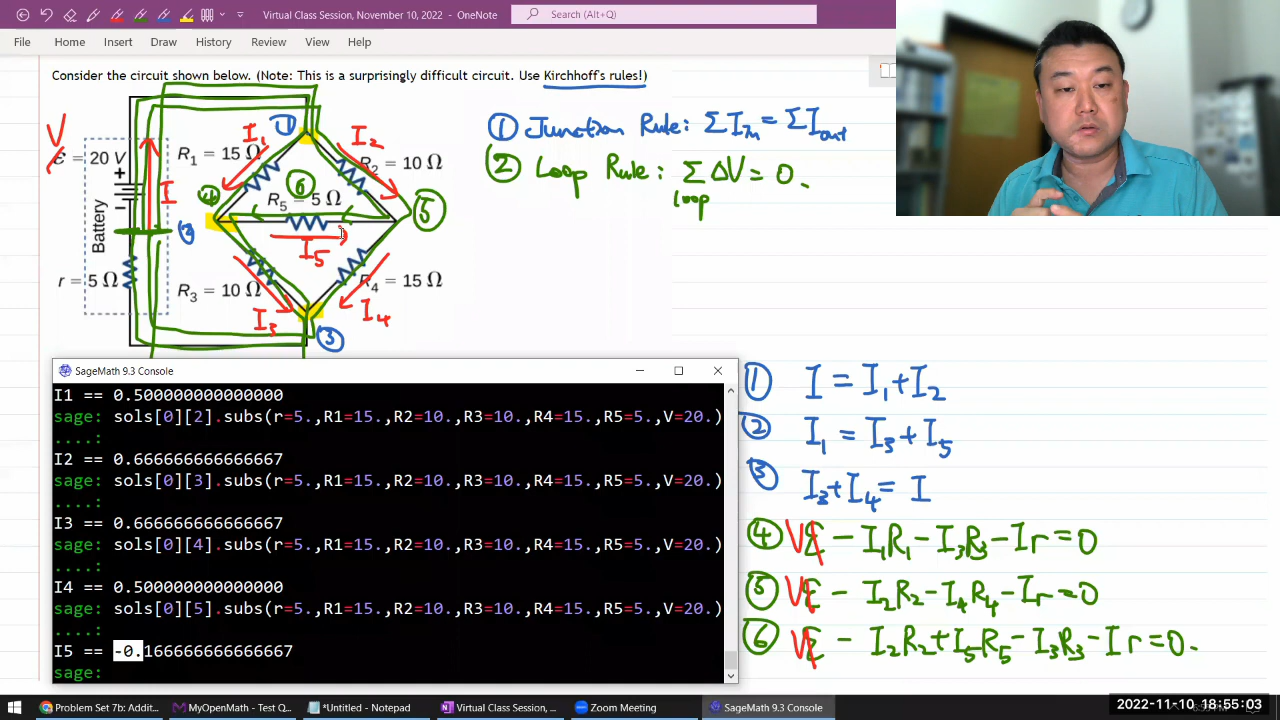 Virtual Class Session, November 10, 2022 - OneNote
Search (Alt+Q)
File Home Insert Draw History Review View Help
Consider the circuit shown below. (Note: This is a surprisingly difficult circuit. Use Kirchhoff's rules!)
V
ε = 20 V
+
−
Battery
r = 5 Ω
I
R1 = 15 Ω
R2 = 10 Ω
R5 = 5 Ω
R3 = 10 Ω
R4 = 15 Ω
I1
I2
I5
I3
I4
①
②
③
④
⑤
⑥
① Junction Rule: ΣIin = ΣIout
② Loop Rule: Σ ΔV = 0.
loop
SageMath 9.3 Console
I1 == 0.500000000000000
sage: sols[0][2].subs(r=5.,R1=15.,R2=10.,R3=10.,R4=15.,R5=5.,V=20.)
....:
I2 == 0.666666666666667
sage: sols[0][3].subs(r=5.,R1=15.,R2=10.,R3=10.,R4=15.,R5=5.,V=20.)
....:
I3 == 0.666666666666667
sage: sols[0][4].subs(r=5.,R1=15.,R2=10.,R3=10.,R4=15.,R5=5.,V=20.)
....:
I4 == 0.500000000000000
sage: sols[0][5].subs(r=5.,R1=15.,R2=10.,R3=10.,R4=15.,R5=5.,V=20.)
....:
I5 == -0.166666666666667
sage:
① I = I1 + I2
② I1 = I3 + I5
③ I3 + I4 = I
④ V ε − I1R1 − I3R3 − Ir = 0
⑤ V ε − I2R2 − I4R4 − Ir = 0
⑥ V ε − I2R2 + I5R5 − I3R3 − Ir = 0.
Problem Set 7b: Addit...
MyOpenMath - Test Q...
*Untitled - Notepad
Virtual Class Session, ...
Zoom Meeting
SageMath 9.3 Console
2022-11-10 18:55:03